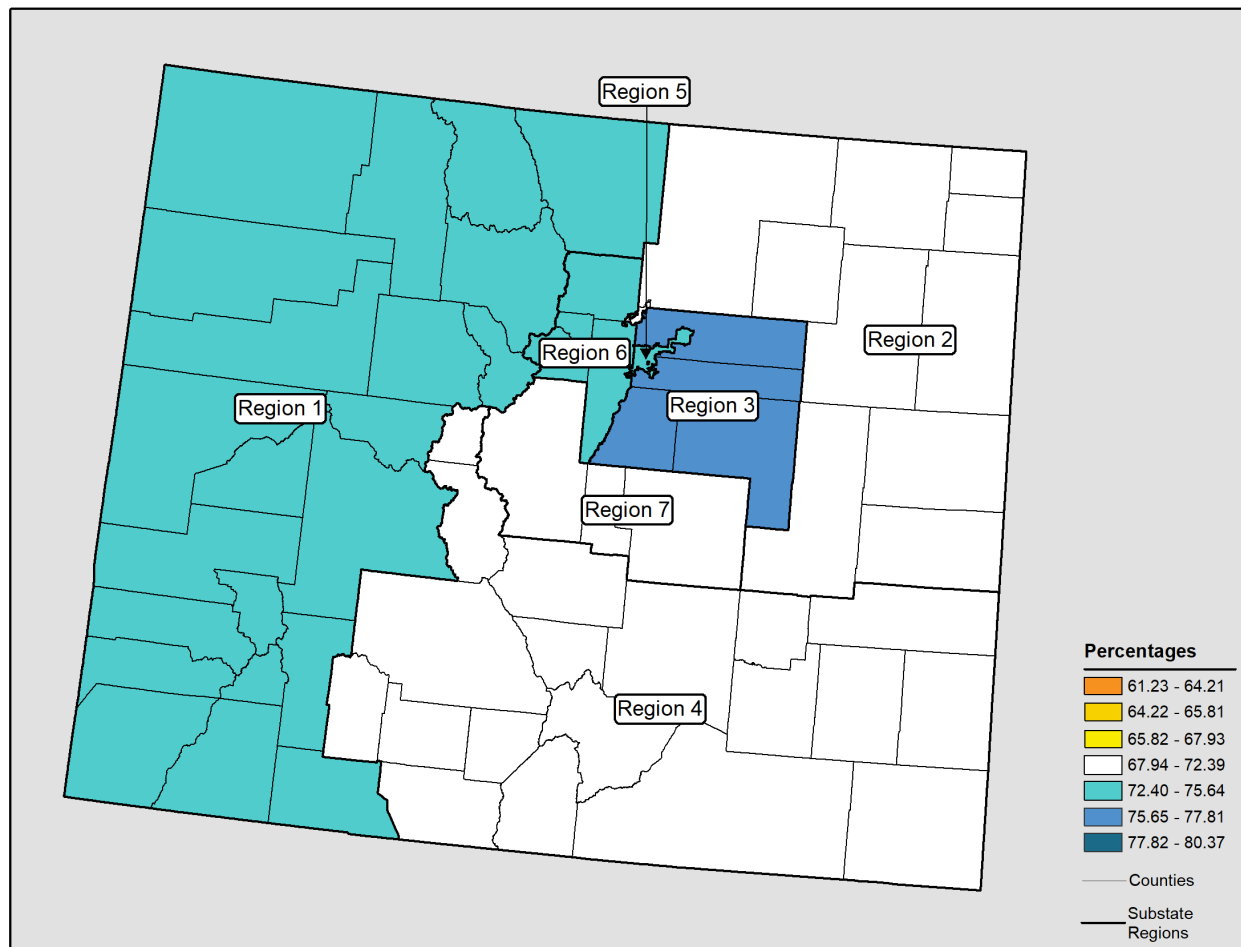 Region 5
Region 2
Region 6
Region 3
Region 1
Region 7
Region 4
Percentages
61.23 - 64.21
64.22 - 65.81
65.82 - 67.93
67.94 - 72.39
72.40 - 75.64
75.65 - 77.81
77.82 - 80.37
Counties
Substate
Regions